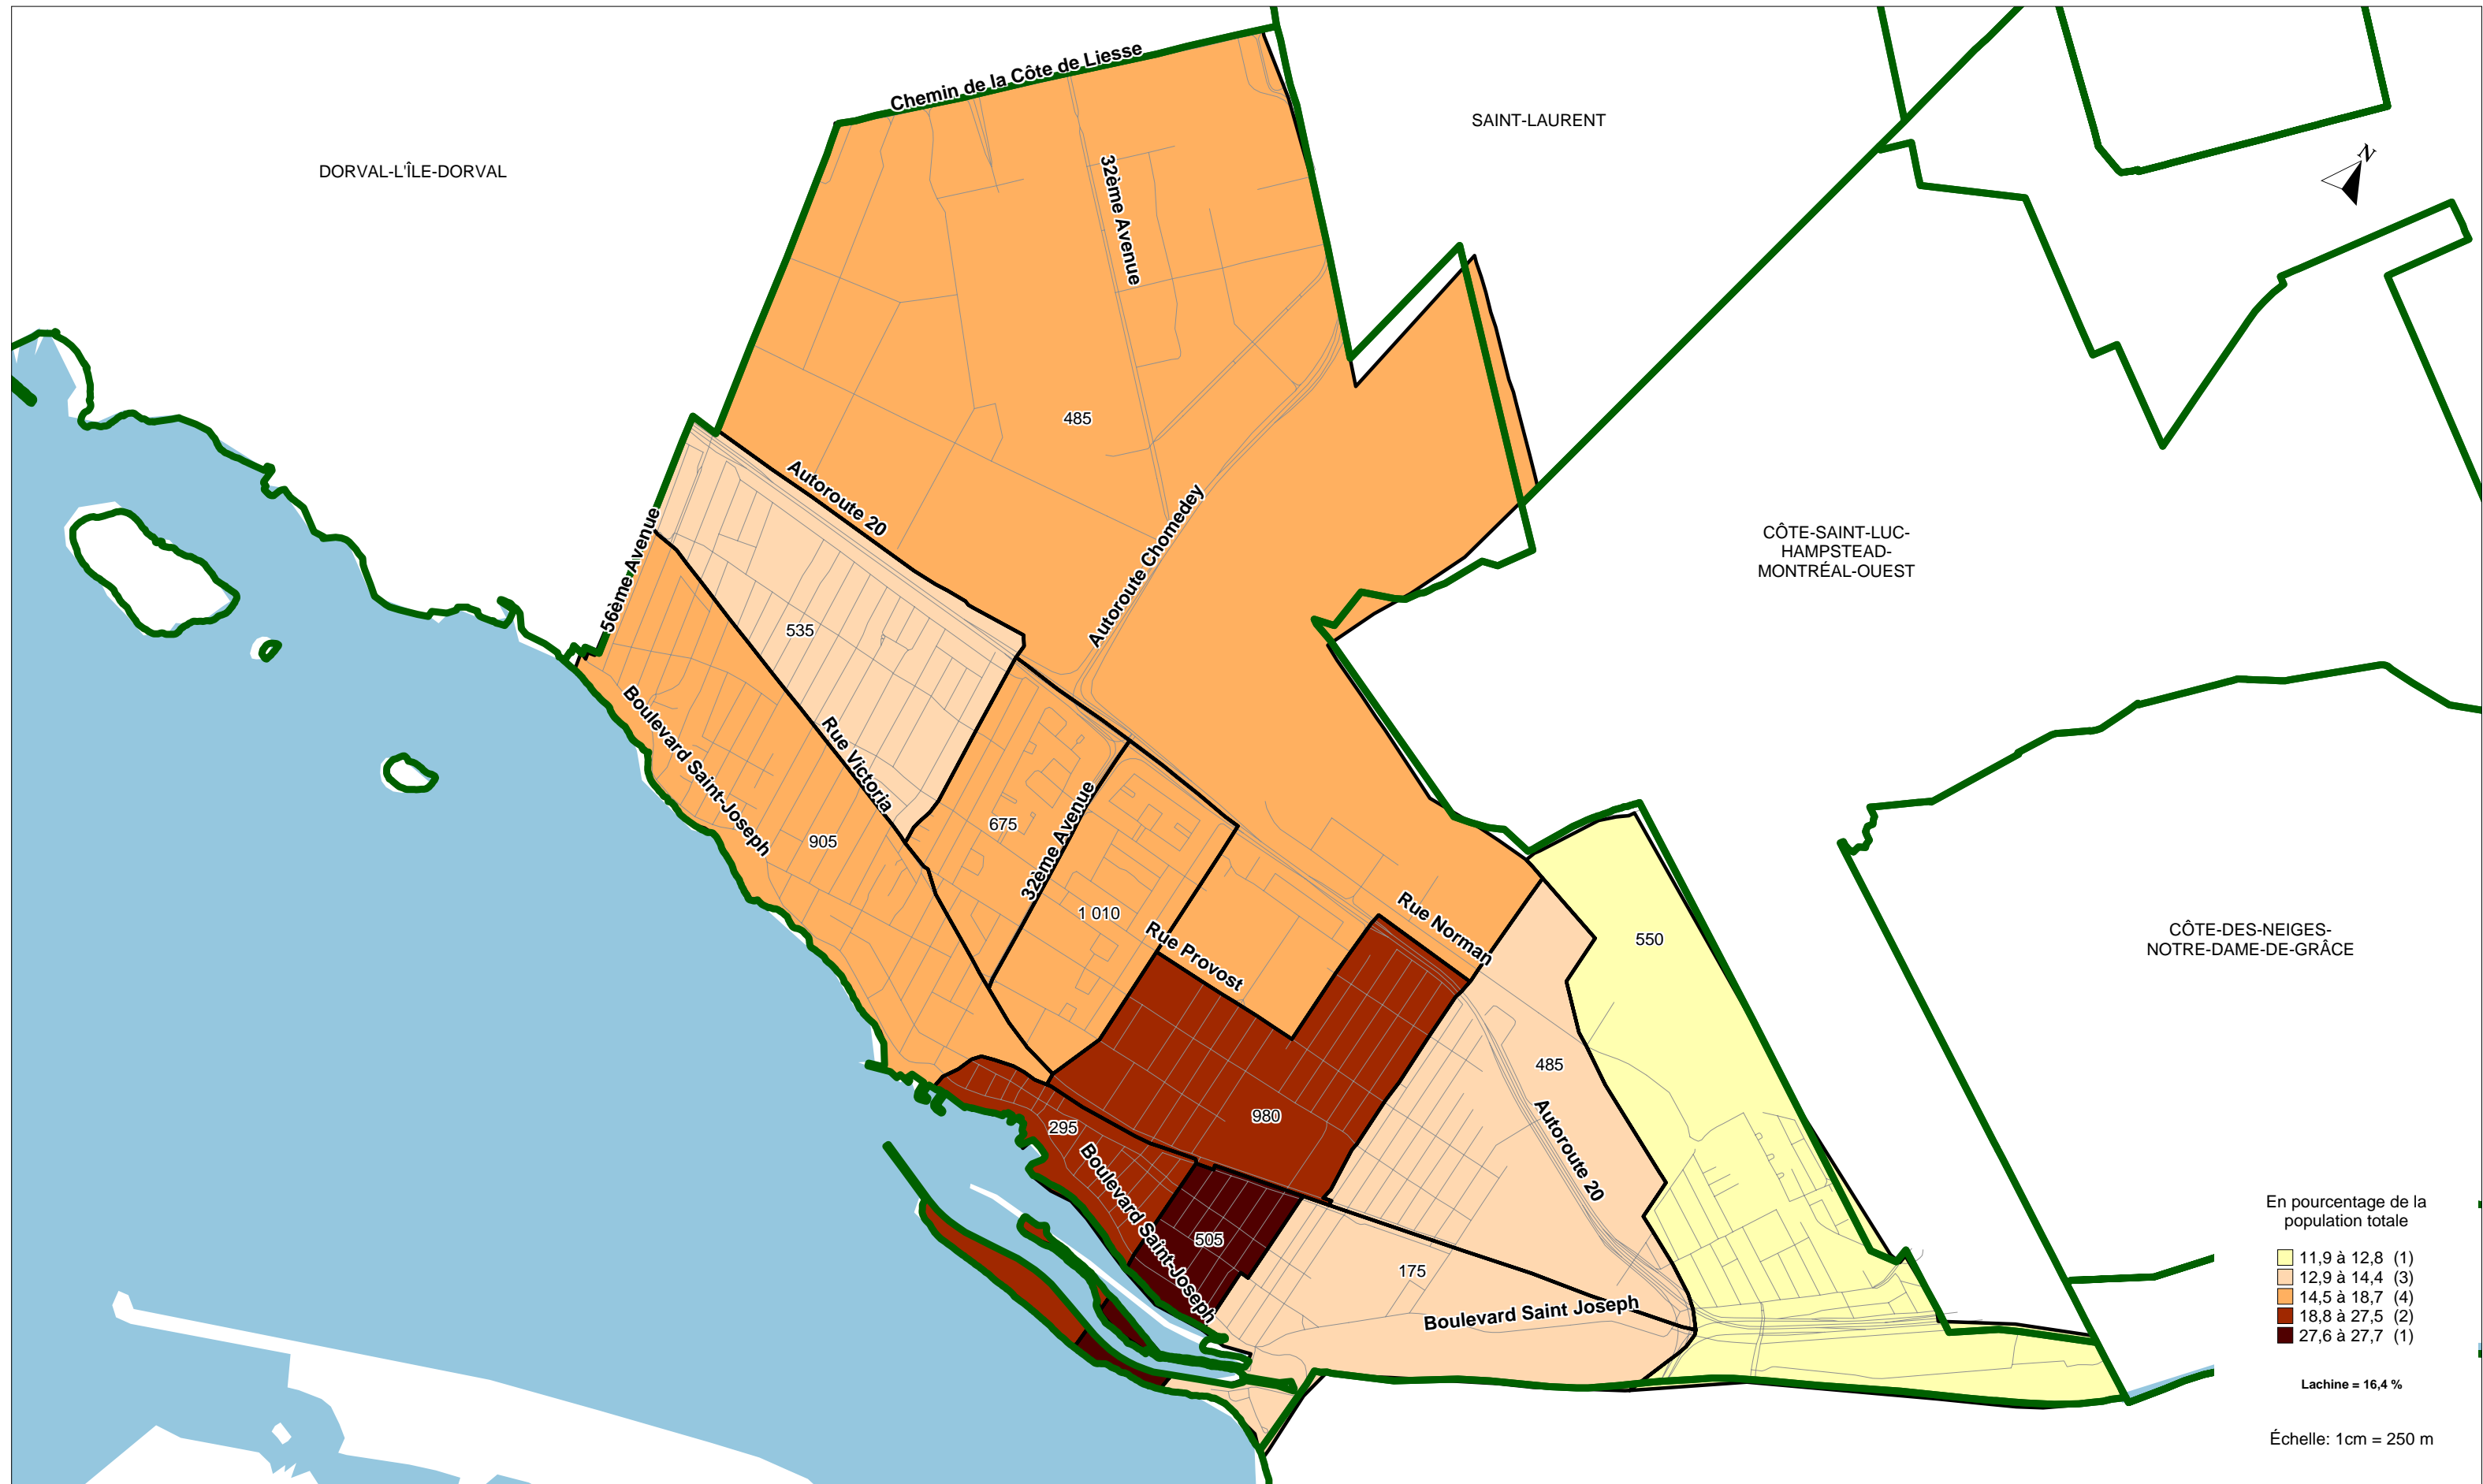 Chemin de la Côte de Liesse
SAINT-LAURENT
DORVAL-L'ÎLE-DORVAL
N
32ème Avenue
485
Autoroute 20
Autoroute Chomedey
56ème Avenue
CÔTE-SAINT-LUC-
HAMPSTEAD-
MONTRÉAL-OUEST
535
Boulevard Saint-Joseph
Rue Victoria
905
675
32ème Avenue
1 010
Rue Provost
Rue Norman
550
CÔTE-DES-NEIGES-
NOTRE-DAME-DE-GRÂCE
485
980
295
Autoroute 20
Boulevard Saint-Joseph
505
175
Boulevard Saint Joseph
En pourcentage de la
population totale
11,9 à 12,8 (1)
12,9 à 14,4 (3)
14,5 à 18,7 (4)
18,8 à 27,5 (2)
27,6 à 27,7 (1)
Lachine = 16,4 %
Échelle: 1cm = 250 m